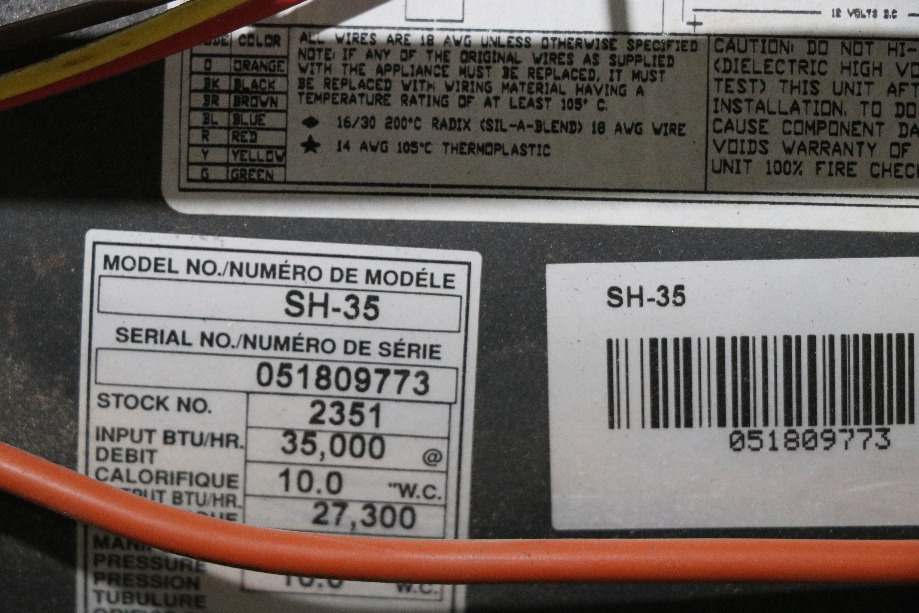 12 VOLTS D.C
CODE COLOR
O ORANGE
BK BLACK
BR BROWN
BL BLUE
R RED
Y YELLOW
G GREEN
ALL WIRES ARE 18 AWG UNLESS OTHERWISE SPECIFIED
NOTE: IF ANY OF THE ORIGINAL WIRES AS SUPPLIED
WITH THE APPLIANCE MUST BE REPLACED, IT MUST
BE REPLACED WITH WIRING MATERIAL HAVING A
TEMPERATURE RATING OF AT LEAST 105° C.
◆ 16/30 200°C RADIX (SIL-A-BLEND) 18 AWG WIRE
★ 14 AWG 105°C THERMOPLASTIC
CAUTION: DO NOT HI-
(DIELECTRIC HIGH VO
TEST) THIS UNIT AFT
INSTALLATION, TO DO
CAUSE COMPONENT DA
VOIDS WARRANTY OF
UNIT 100% FIRE CHEC
MODEL NO./NUMÉRO DE MODÉLE
SH-35
SERIAL NO./NUMÉRO DE SÉRIE
051809773
STOCK NO. 2351
INPUT BTU/HR. 35,000 @
DEBIT
CALORIFIQUE 10.0 "W.C.
OUTPUT BTU/HR. 27,300
PRESSURE 10.0 W.C.
PRESSION
TUBULURE
SH-35
051809773